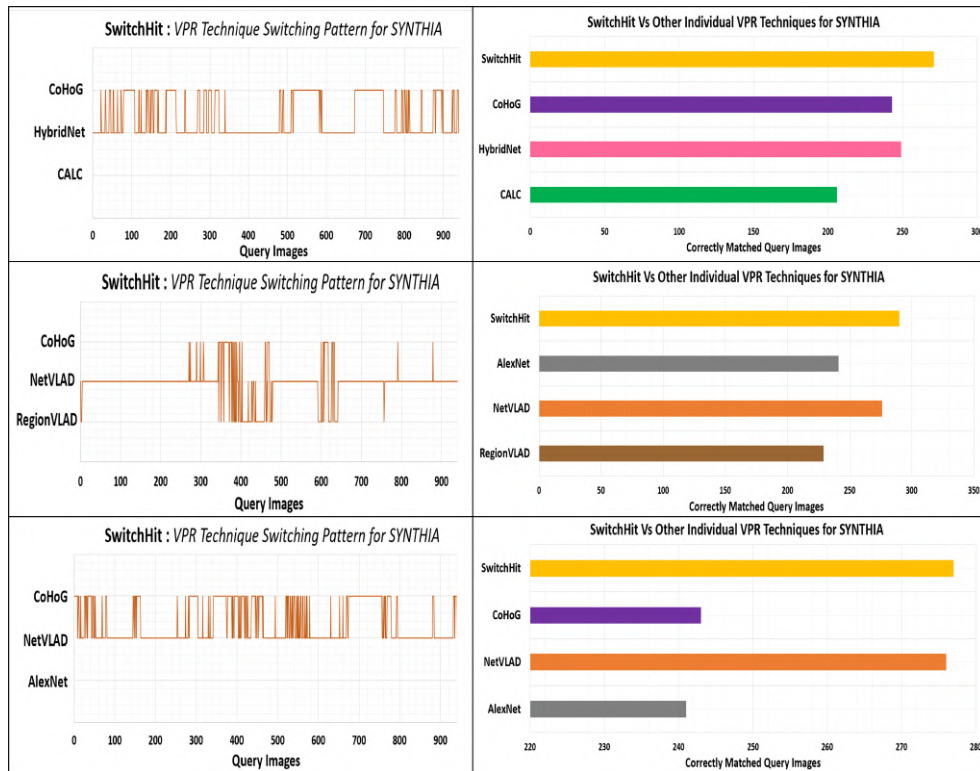 SwitchHit : VPR Technique Switching Pattern for SYNTHIA
CoHoG
HybridNet
CALC
0 100 200 300 400 500 600 700 800 900
Query Images
SwitchHit Vs Other Individual VPR Techniques for SYNTHIA
SwitchHit
CoHoG
HybridNet
CALC
0 50 100 150 200 250 300
Correctly Matched Query Images
SwitchHit : VPR Technique Switching Pattern for SYNTHIA
CoHoG
NetVLAD
RegionVLAD
0 100 200 300 400 500 600 700 800 900
Query Images
SwitchHit Vs Other Individual VPR Techniques for SYNTHIA
SwitchHit
AlexNet
NetVLAD
RegionVLAD
0 50 100 150 200 250 300 350
Correctly Matched Query Images
SwitchHit : VPR Technique Switching Pattern for SYNTHIA
CoHoG
NetVLAD
AlexNet
0 100 200 300 400 500 600 700 800 900
Query Images
SwitchHit Vs Other Individual VPR Techniques for SYNTHIA
SwitchHit
CoHoG
NetVLAD
AlexNet
220 230 240 250 260 270 280
Correctly Matched Query Images